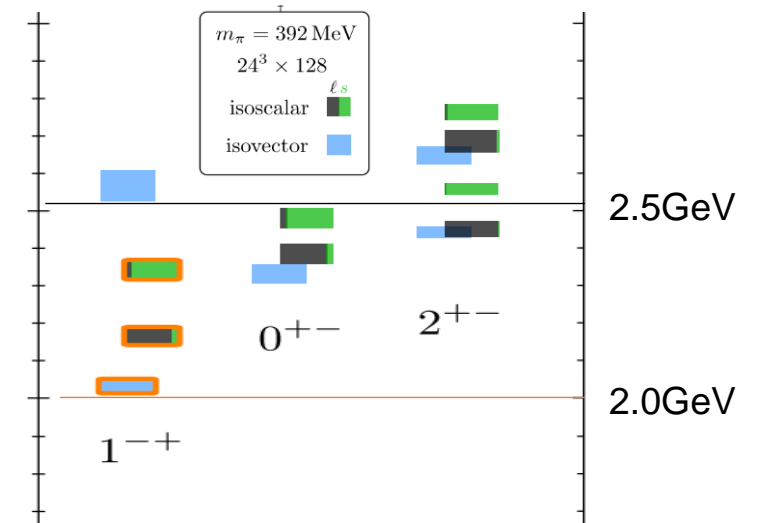 m_π = 392 MeV
24³ × 128
ℓ s
isoscalar
isovector
2.5GeV
2⁺⁻
0⁺⁻
2.0GeV
1⁻⁺